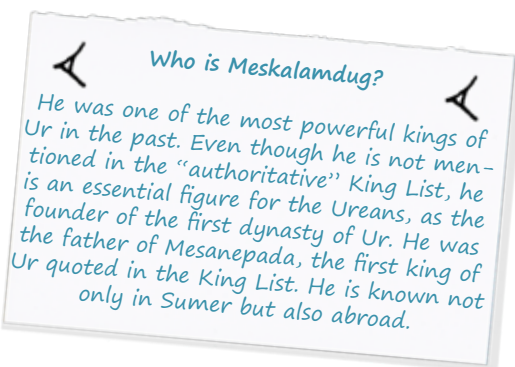 Who is Meskalamdug?
He was one of the most powerful kings of
Ur in the past. Even though he is not men-
tioned in the “authoritative” King List, he
is an essential figure for the Ureans, as the
founder of the first dynasty of Ur. He was
the father of Mesanepada, the first king of
Ur quoted in the King List. He is known not
only in Sumer but also abroad.